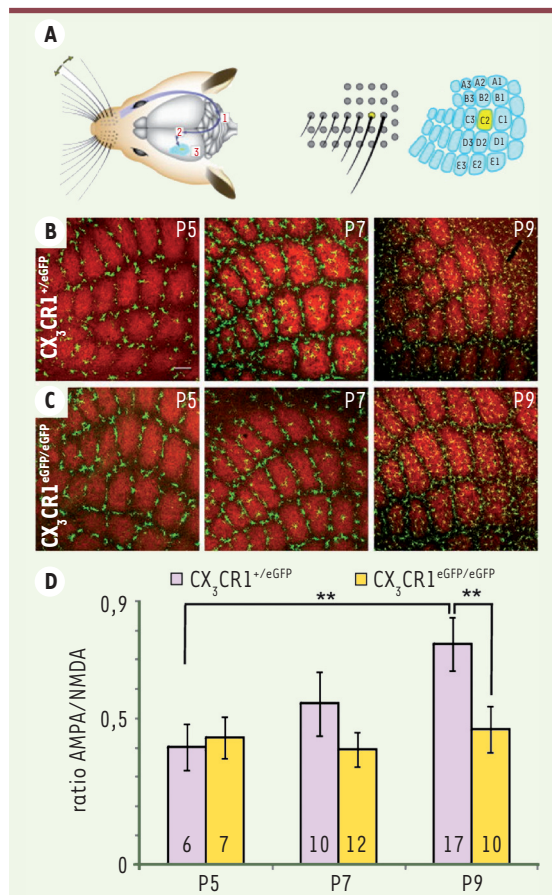 A
1
2
3
A3 A2 A1
B3 B2 B1
C3 C2 C1
D3 D2 D1
E3 E2 E1
B
CX3CR1+/eGFP
P5
P7
P9
C
CX3CR1eGFP/eGFP
P5
P7
P9
D
CX3CR1+/eGFP
CX3CR1eGFP/eGFP
0,9
**
**
ratio AMPA/NMDA
0,5
6
7
10
12
17
10
0
P5
P7
P9